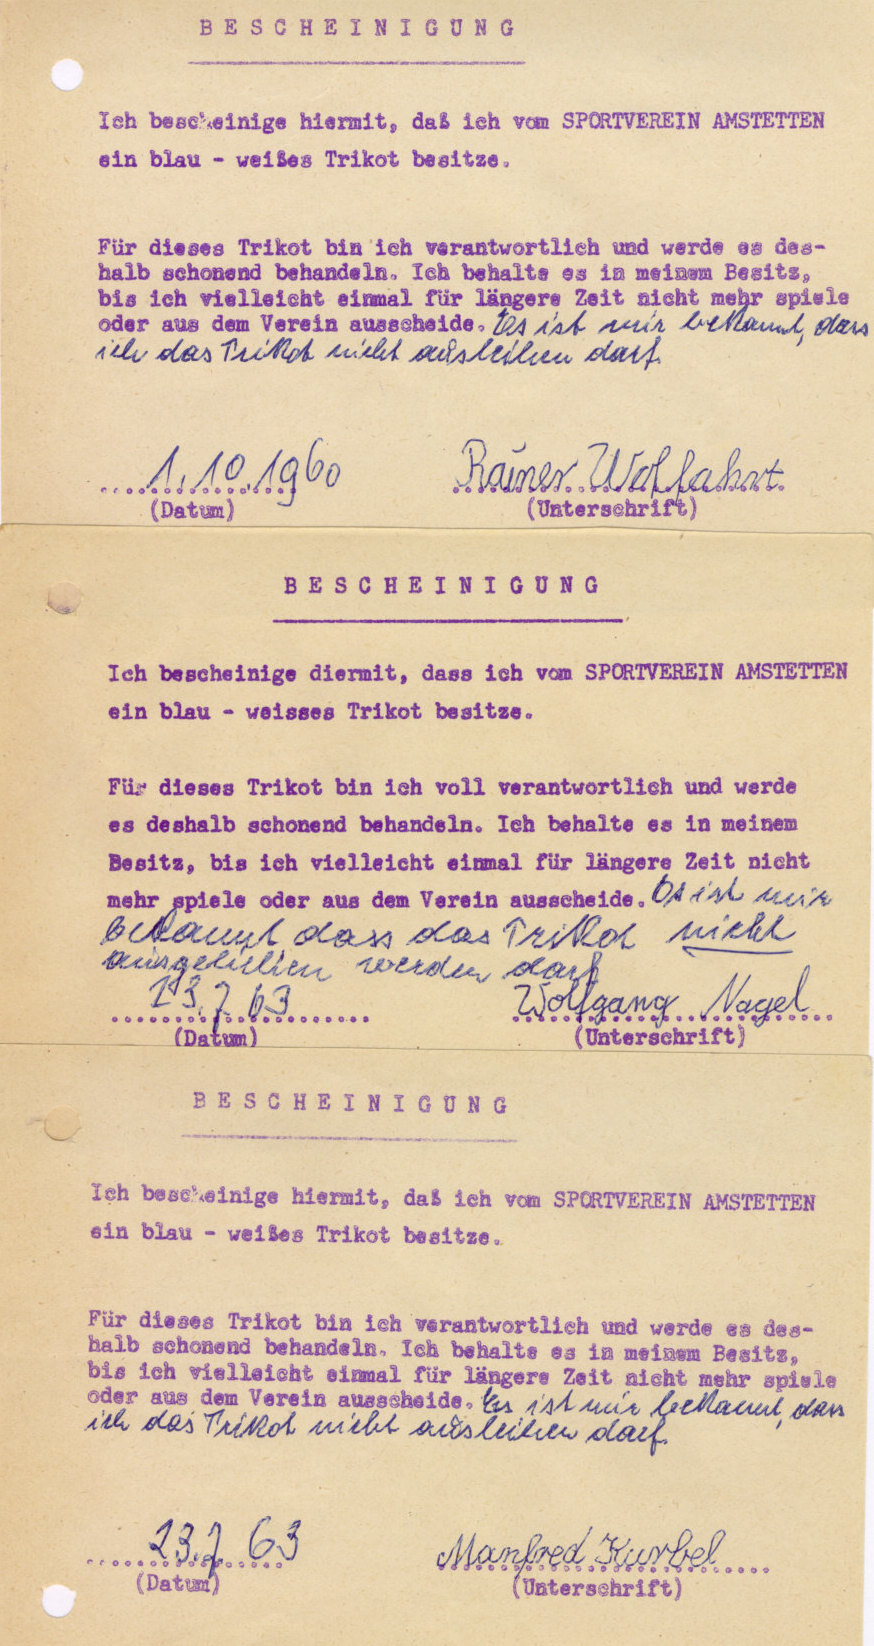 BESCHEINIGUNG
Ich bescheinige hiermit, daß ich vom SPORTVEREIN AMSTETTEN
ein blau - weißes Trikot besitze.
Für dieses Trikot bin ich verantwortlich und werde es des-
halb schonend behandeln. Ich behalte es in meinem Besitz,
bis ich vielleicht einmal für längere Zeit nicht mehr spiele
oder aus dem Verein ausscheide. Es ist mir bekannt, dass
ich das Trikot nicht ausleihen darf.
1.10.1960 Rainer Wolfahrt
(Datum) (Unterschrift)
BESCHEINIGUNG
Ich bescheinige diermit, dass ich vom SPORTVEREIN AMSTETTEN
ein blau - weisses Trikot besitze.
Für dieses Trikot bin ich voll verantwortlich und werde
es deshalb schonend behandeln. Ich behalte es in meinem
Besitz, bis ich vielleicht einmal für längere Zeit nicht
mehr spiele oder aus dem Verein ausscheide. Es ist mir
bekannt dass das Trikot nicht
ausgeliehen werden darf
23.7.63 Wolfgang Nagel
(Datum) (Unterschrift)
BESCHEINIGUNG
Ich bescheinige hiermit, daß ich vom SPORTVEREIN AMSTETTEN
ein blau - weißes Trikot besitze.
Für dieses Trikot bin ich verantwortlich und werde es des-
halb schonend behandeln. Ich behalte es in meinem Besitz,
bis ich vielleicht einmal für längere Zeit nicht mehr spiele
oder aus dem Verein ausscheide. Es ist mir bekannt, dass
ich das Trikot nicht ausleihen darf.
23.7.63 Manfred Kurbel
(Datum) (Unterschrift)